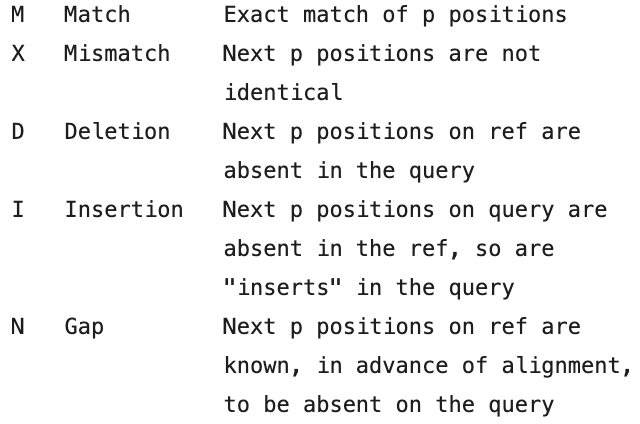 M Match Exact match of p positions
X Mismatch Next p positions are not
identical
D Deletion Next p positions on ref are
absent in the query
I Insertion Next p positions on query are
absent in the ref, so are
"inserts" in the query
N Gap Next p positions on ref are
known, in advance of alignment,
to be absent on the query